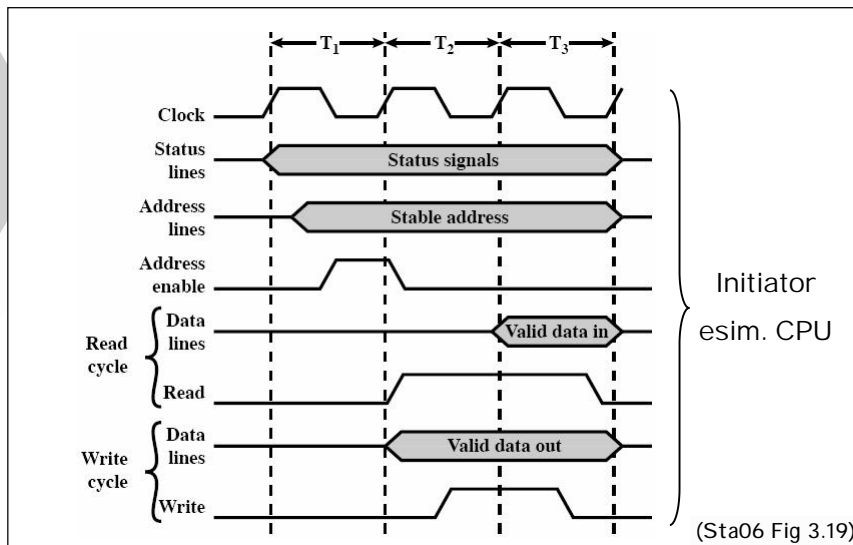 T1 T2 T3
Clock
Status
lines
Status signals
Address
lines
Stable address
Address
enable
Read
cycle
Data
lines
Valid data in
Read
Write
cycle
Data
lines
Valid data out
Write
Initiator
esim. CPU
(Sta06 Fig 3.19)